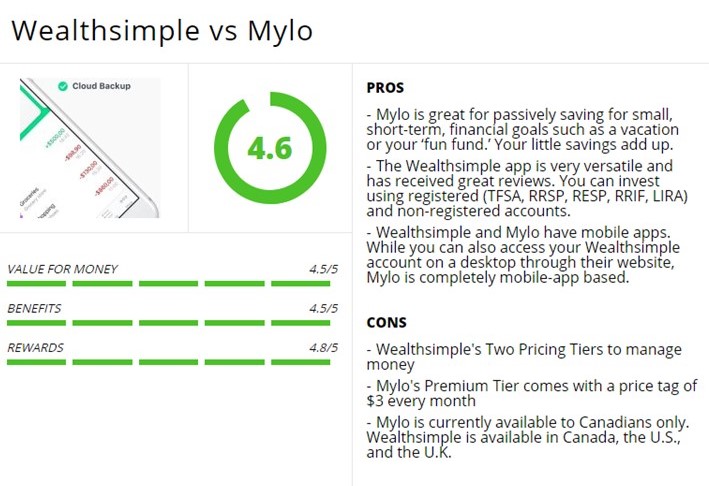 Wealthsimple vs Mylo
Cloud Backup
+$500.00
-$98.90
-$130.00
-$860.00
Groceries
4.6
VALUE FOR MONEY 4.5/5
BENEFITS 4.5/5
REWARDS 4.8/5
PROS
- Mylo is great for passively saving for small,
short-term, financial goals such as a vacation
or your ‘fun fund.’ Your little savings add up.
- The Wealthsimple app is very versatile and
has received great reviews. You can invest
using registered (TFSA, RRSP, RESP, RRIF, LIRA)
and non-registered accounts.
- Wealthsimple and Mylo have mobile apps.
While you can also access your Wealthsimple
account on a desktop through their website,
Mylo is completely mobile-app based.
CONS
- Wealthsimple's Two Pricing Tiers to manage
money
- Mylo's Premium Tier comes with a price tag of
$3 every month
- Mylo is currently available to Canadians only.
Wealthsimple is available in Canada, the U.S.,
and the U.K.